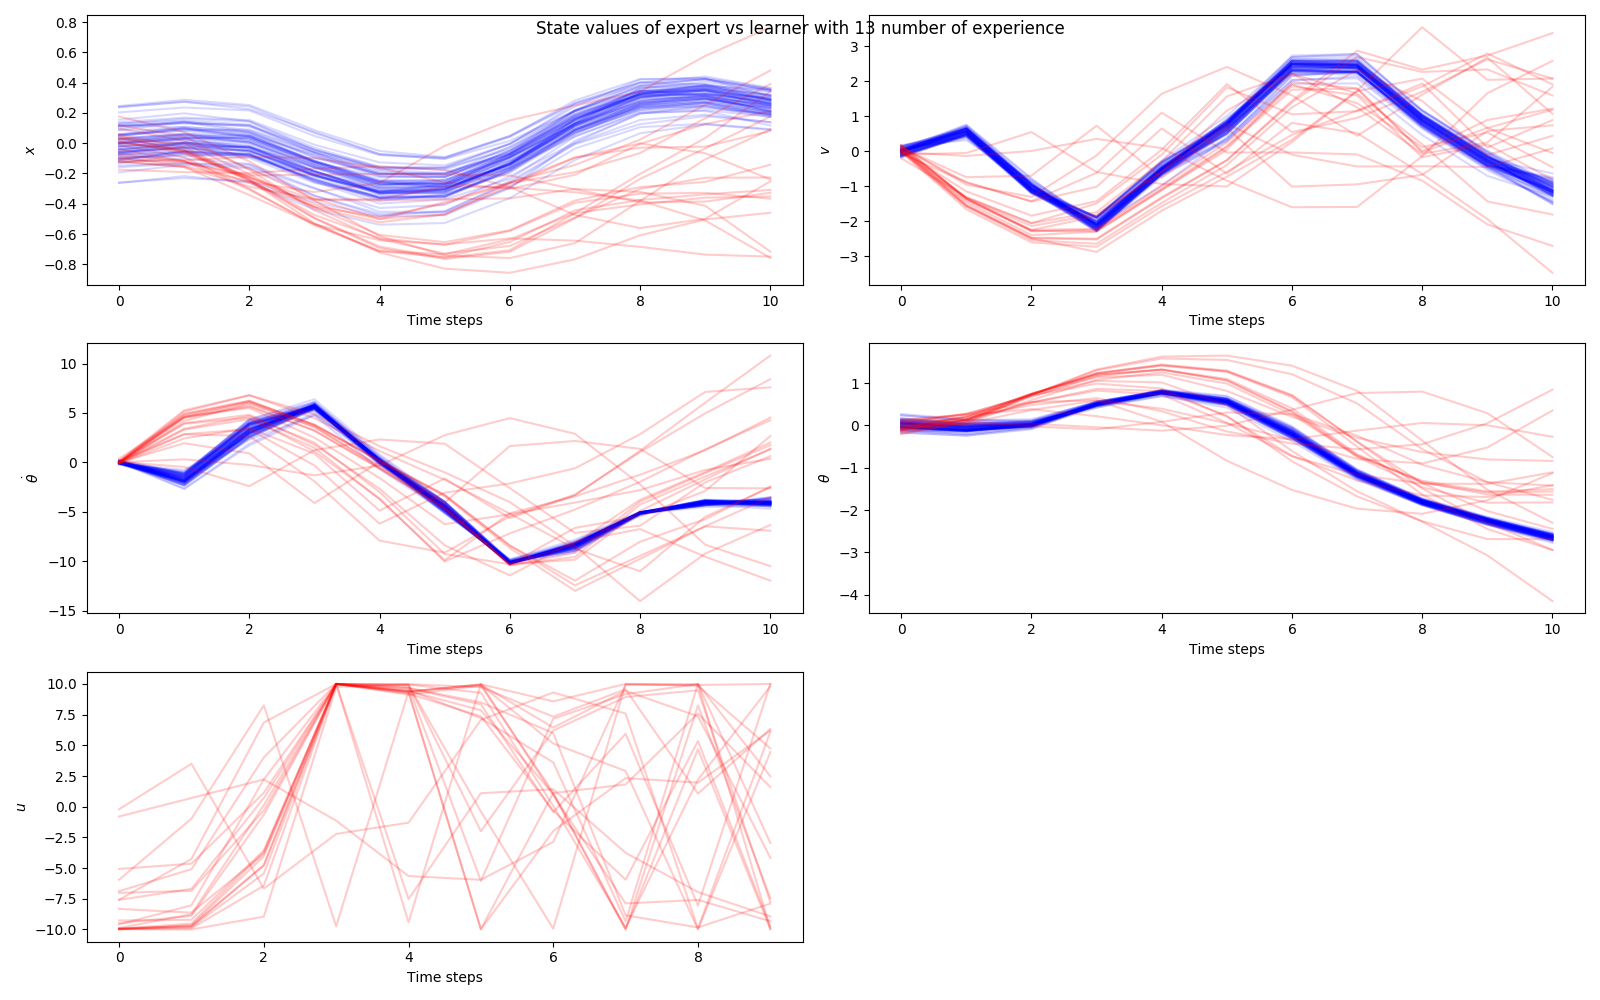 State values of expert vs learner with 13 number of experience
0.8
0.6
0.4
0.2
0.0
−0.2
−0.4
−0.6
−0.8
x
0 2 4 6 8 10
Time steps
3
2
1
0
−1
−2
−3
v
0 2 4 6 8 10
Time steps
10
5
0
−5
−10
−15
θ̇
0 2 4 6 8 10
Time steps
1
0
−1
−2
−3
−4
θ
0 2 4 6 8 10
Time steps
10.0
7.5
5.0
2.5
0.0
−2.5
−5.0
−7.5
−10.0
u
0 2 4 6 8
Time steps